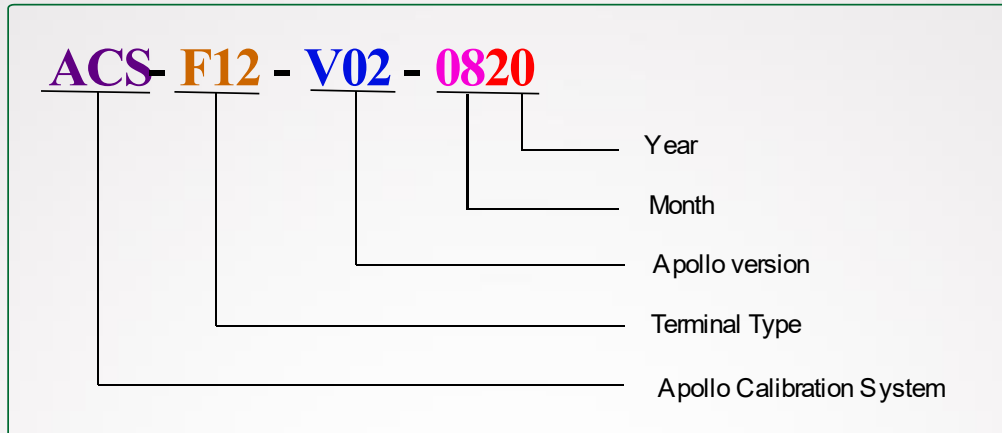 ACS- F12 - V02 - 0820
Year
Month
Apollo version
Terminal Type
Apollo Calibration System